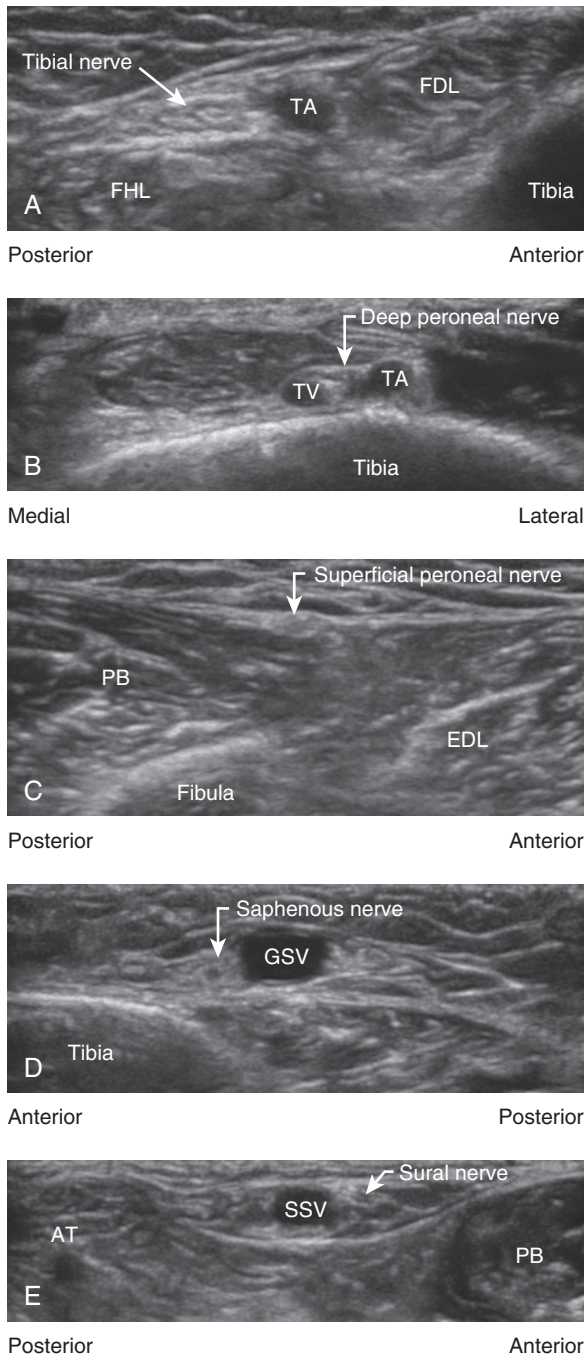 Tibial nerve
TA
FDL
FHL
Tibia
A
Posterior Anterior
Deep peroneal nerve
TV TA
Tibia
B
Medial Lateral
Superficial peroneal nerve
PB
EDL
Fibula
C
Posterior Anterior
Saphenous nerve
GSV
Tibia
D
Anterior Posterior
Sural nerve
SSV
AT
PB
E
Posterior Anterior